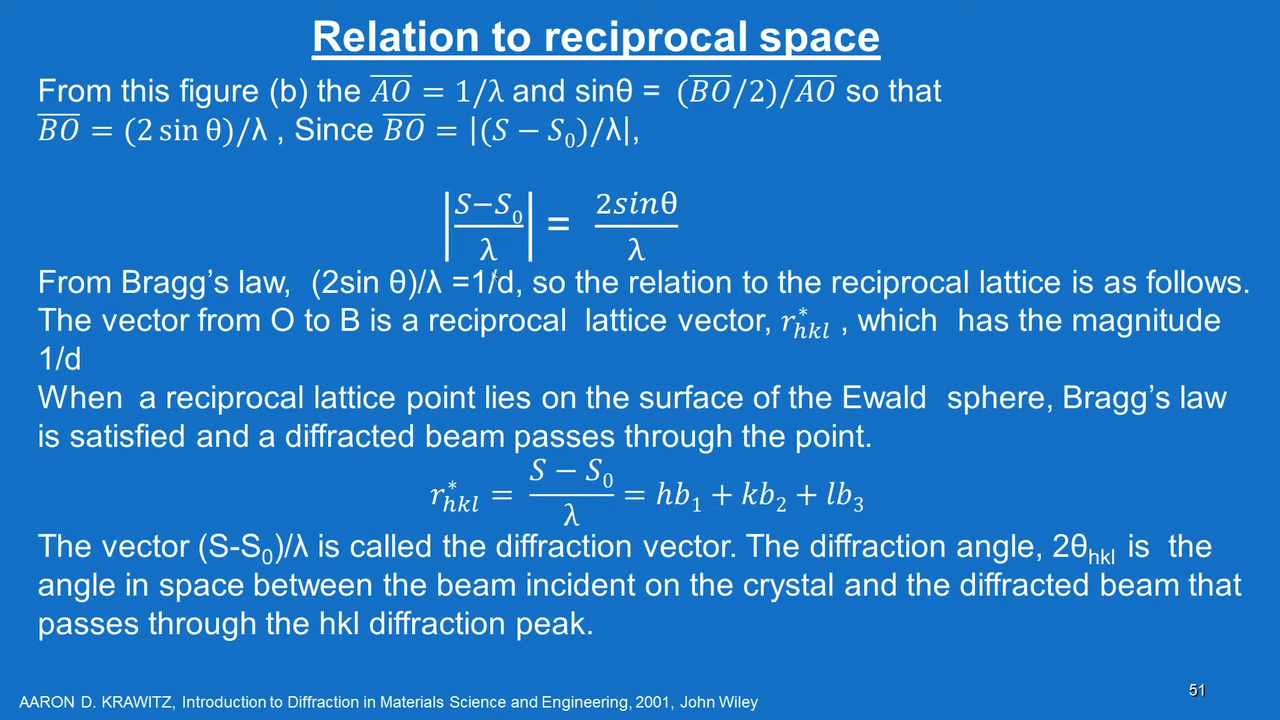 Relation to reciprocal space
From this figure (b) the A̅O̅ = 1/λ and sinθ = (B̅O̅/2)/A̅O̅ so that
B̅O̅ = (2 sin θ)/λ , Since B̅O̅ = |(S − S₀)/λ|,
|S−S₀/λ| = 2sinθ/λ
From Bragg's law, (2sin θ)/λ =1/d, so the relation to the reciprocal lattice is as follows.
The vector from O to B is a reciprocal lattice vector, r*ₕₖₗ , which has the magnitude
1/d
When a reciprocal lattice point lies on the surface of the Ewald sphere, Bragg's law
is satisfied and a diffracted beam passes through the point.
r*ₕₖₗ = S − S₀/λ = hb₁ + kb₂ + lb₃
The vector (S-S₀)/λ is called the diffraction vector. The diffraction angle, 2θₕₖₗ is the
angle in space between the beam incident on the crystal and the diffracted beam that
passes through the hkl diffraction peak.
AARON D. KRAWITZ, Introduction to Diffraction in Materials Science and Engineering, 2001, John Wiley
51